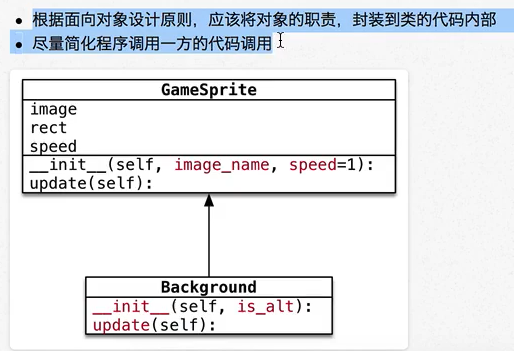 • 根据面向对象设计原则，应该将对象的职责，封装到类的代码内部
• 尽量简化程序调用一方的代码调用
GameSprite
image
rect
speed
__init__(self, image_name, speed=1):
update(self):
Background
__init__(self, is_alt):
update(self):